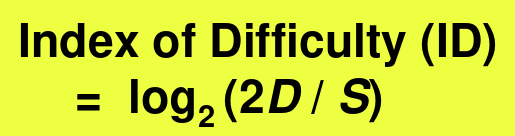 Index of Difficulty (ID)
= log₂ (2D / S)